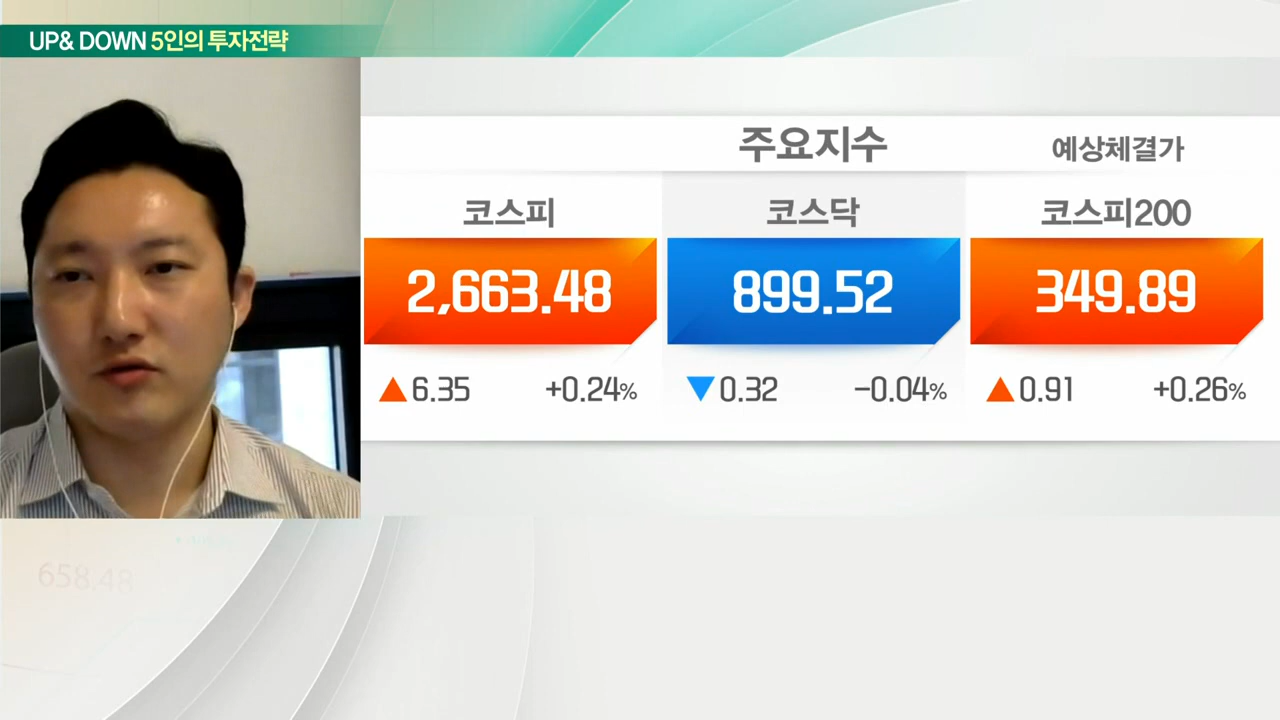 UP& DOWN 5인의 투자전략
주요지수
예상체결가
코스피
코스닥
코스피200
2,663.48
899.52
349.89
▲6.35 +0.24%
▼0.32 -0.04%
▲0.91 +0.26%
658.48